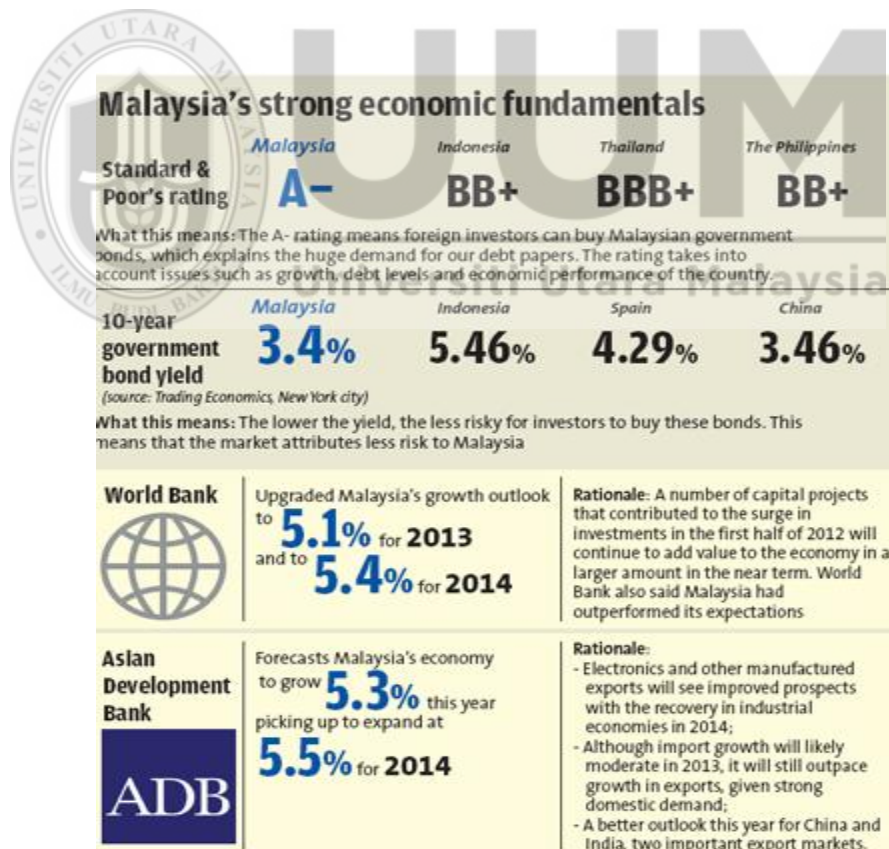 UNIVERSITI UTARA MALAYSIA
UUM
Malaysia's strong economic fundamentals
Malaysia Indonesia Thailand The Philippines
Standard &
Poor's rating
A– BB+ BBB+ BB+
What this means: The A- rating means foreign investors can buy Malaysian government
bonds, which explains the huge demand for our debt papers. The rating takes into
account issues such as growth, debt levels and economic performance of the country.
Universiti Utara Malaysia
ILMU BUDI BAKTI
Malaysia Indonesia Spain China
10-year
government
bond yield
3.4% 5.46% 4.29% 3.46%
(source: Trading Economics, New York city)
What this means: The lower the yield, the less risky for investors to buy these bonds. This
means that the market attributes less risk to Malaysia
World Bank
Upgraded Malaysia's growth outlook
to 5.1% for 2013
and to
5.4% for 2014
Rationale: A number of capital projects
that contributed to the surge in
investments in the first half of 2012 will
continue to add value to the economy in a
larger amount in the near term. World
Bank also said Malaysia had
outperformed its expectations
Asian
Development
Bank
ADB
Forecasts Malaysia's economy
to grow 5.3% this year
picking up to expand at
5.5% for 2014
Rationale:
- Electronics and other manufactured
exports will see improved prospects
with the recovery in industrial
economies in 2014;
- Although import growth will likely
moderate in 2013, it will still outpace
growth in exports, given strong
domestic demand;
- A better outlook this year for China and
India, two important export markets.